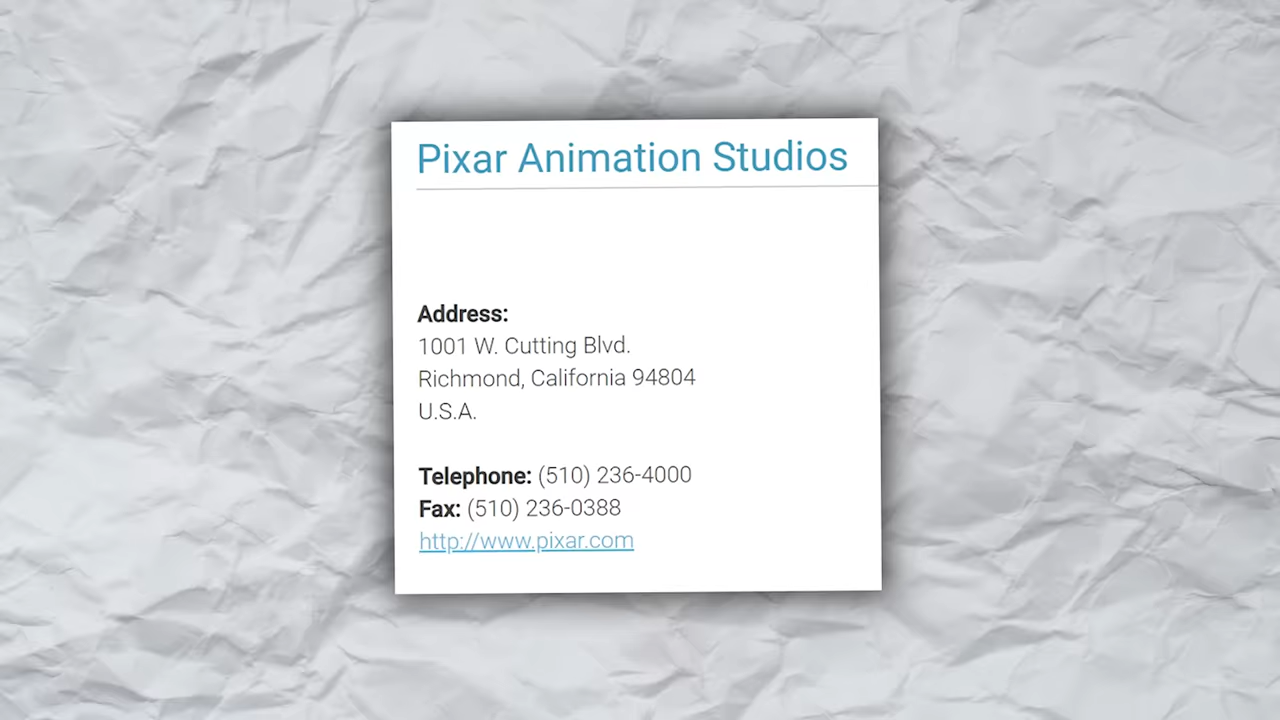 Pixar Animation Studios
Address:
1001 W. Cutting Blvd.
Richmond, California 94804
U.S.A.
Telephone: (510) 236-4000
Fax: (510) 236-0388
http://www.pixar.com